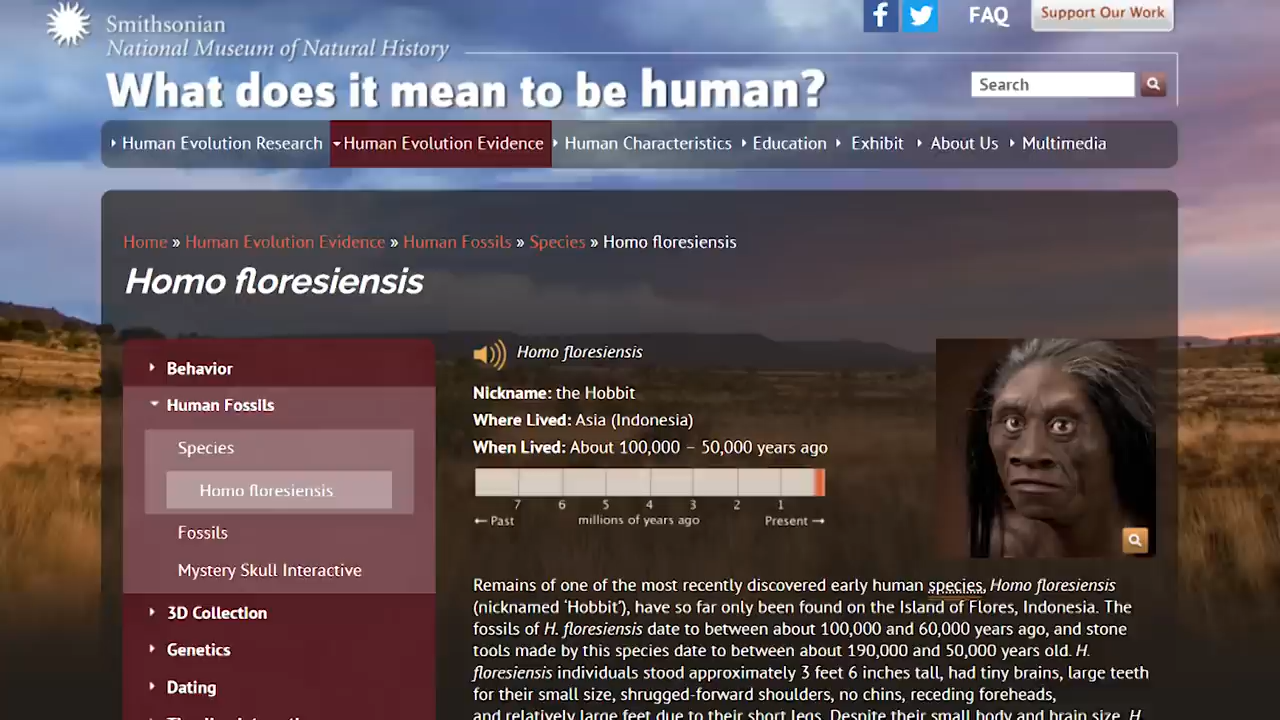 Smithsonian
National Museum of Natural History
FAQ
Support Our Work
What does it mean to be human?
Search
Human Evolution Research
Human Evolution Evidence
Human Characteristics
Education
Exhibit
About Us
Multimedia
Home » Human Evolution Evidence » Human Fossils » Species » Homo floresiensis
Homo floresiensis
Behavior
Human Fossils
Species
Homo floresiensis
Fossils
Mystery Skull Interactive
3D Collection
Genetics
Dating
Homo floresiensis
Nickname: the Hobbit
Where Lived: Asia (Indonesia)
When Lived: About 100,000 – 50,000 years ago
7 6 5 4 3 2 1
← Past millions of years ago Present →
Remains of one of the most recently discovered early human species, Homo floresiensis
(nicknamed ‘Hobbit’), have so far only been found on the Island of Flores, Indonesia. The
fossils of H. floresiensis date to between about 100,000 and 60,000 years ago, and stone
tools made by this species date to between about 190,000 and 50,000 years old. H.
floresiensis individuals stood approximately 3 feet 6 inches tall, had tiny brains, large teeth
for their small size, shrugged-forward shoulders, no chins, receding foreheads,
and relatively large feet due to their short legs. Despite their small body and brain size, H.